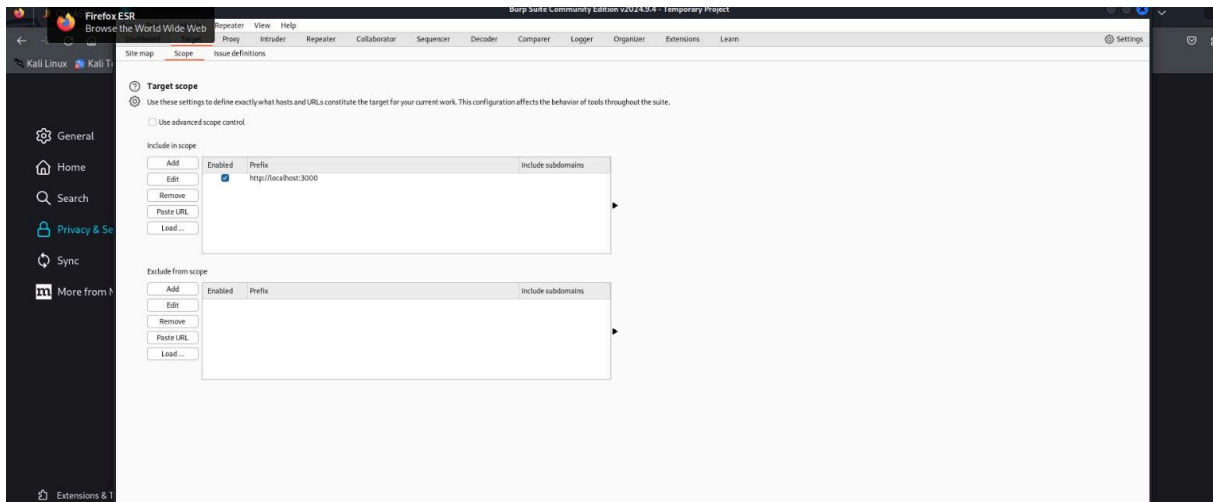 Burp Suite Community Edition v2024.9.4 - Temporary Project
Firefox ESR
Browse the World Wide Web
Repeater View Help
Target Proxy Intruder Repeater Collaborator Sequencer Decoder Comparer Logger Organizer Extensions Learn Settings
Site map Scope Issue definitions
Kali Linux
Target scope
Use these settings to define exactly what hosts and URLs constitute the target for your current work. This configuration affects the behavior of tools throughout the suite.
Use advanced scope control
Include in scope
Add
Edit
Remove
Paste URL
Load ...
Enabled Prefix Include subdomains
http://localhost:3000
Exclude from scope
Add
Edit
Remove
Paste URL
Load ...
Enabled Prefix Include subdomains
General
Home
Search
Privacy & Se
Sync
More from M
Extensions & T